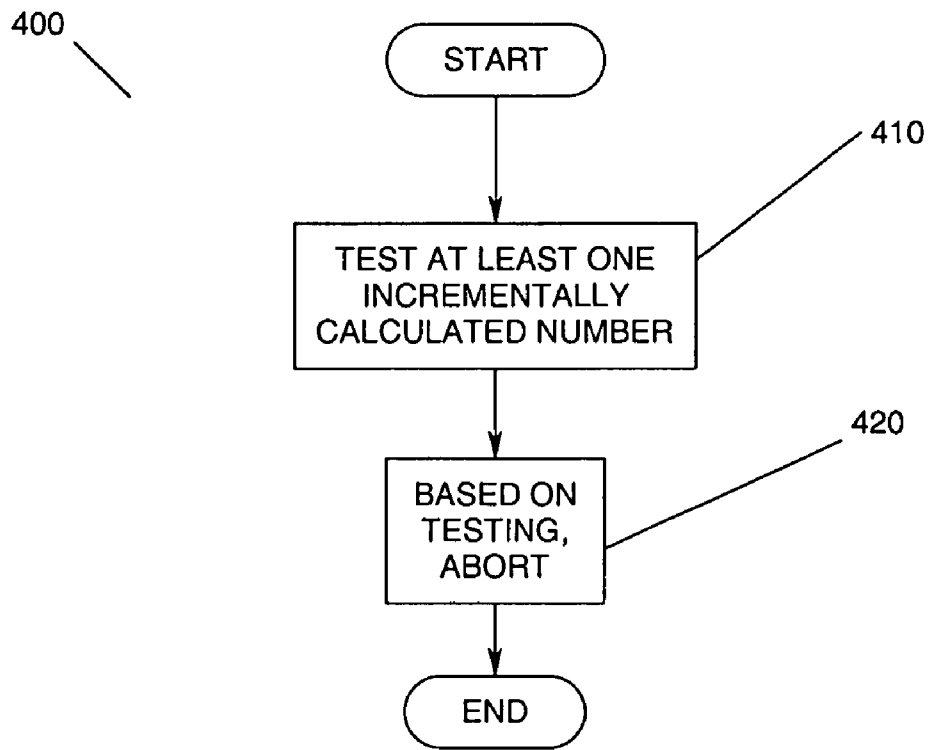 400
START
410
TEST AT LEAST ONE
INCREMENTALLY
CALCULATED NUMBER
420
BASED ON
TESTING,
ABORT
END